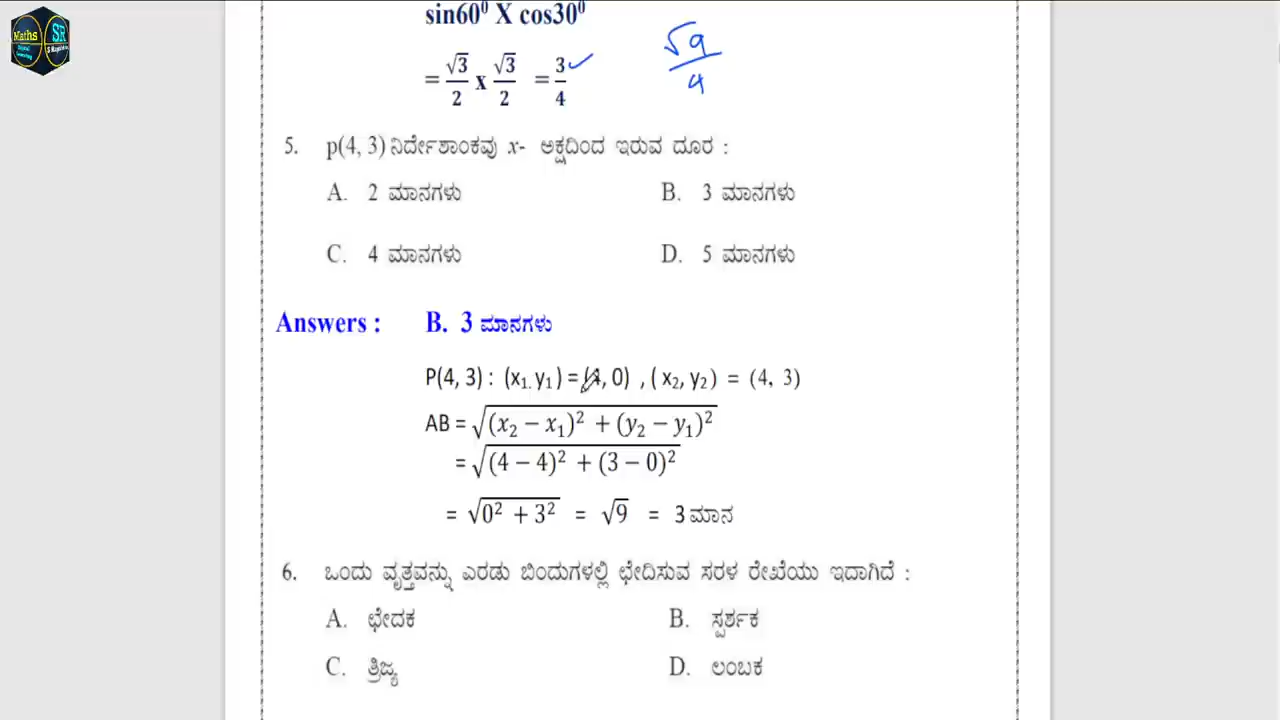 Maths
SR
sin60⁰ X cos30⁰
= √3/2 x √3/2 = 3/4 ✓
√9/4
5. p(4, 3) ನಿರ್ದೇಶಾಂಕವು x- ಅಕ್ಷದಿಂದ ಇರುವ ದೂರ :
A. 2 ಮಾನಗಳು B. 3 ಮಾನಗಳು
C. 4 ಮಾನಗಳು D. 5 ಮಾನಗಳು
Answers : B. 3 ಮಾನಗಳು
P(4, 3) : (x₁, y₁) = (4, 0) , ( x₂, y₂) = (4, 3)
AB = √(x₂ − x₁)² + (y₂ − y₁)²
= √(4 − 4)² + (3 − 0)²
= √0² + 3² = √9 = 3 ಮಾನ
6. ಒಂದು ವೃತ್ತವನ್ನು ಎರಡು ಬಿಂದುಗಳಲ್ಲಿ ಛೇದಿಸುವ ಸರಳ ರೇಖೆಯು ಇದಾಗಿದೆ :
A. ಛೇದಕ B. ಸ್ಪರ್ಶಕ
C. ತ್ರಿಜ್ಯ D. ಲಂಬಕ